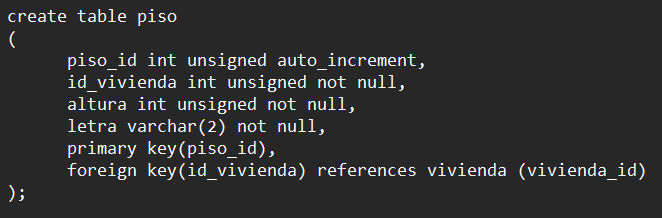 create table piso
(
piso_id int unsigned auto_increment,
id_vivienda int unsigned not null,
altura int unsigned not null,
letra varchar(2) not null,
primary key(piso_id),
foreign key(id_vivienda) references vivienda (vivienda_id)
);